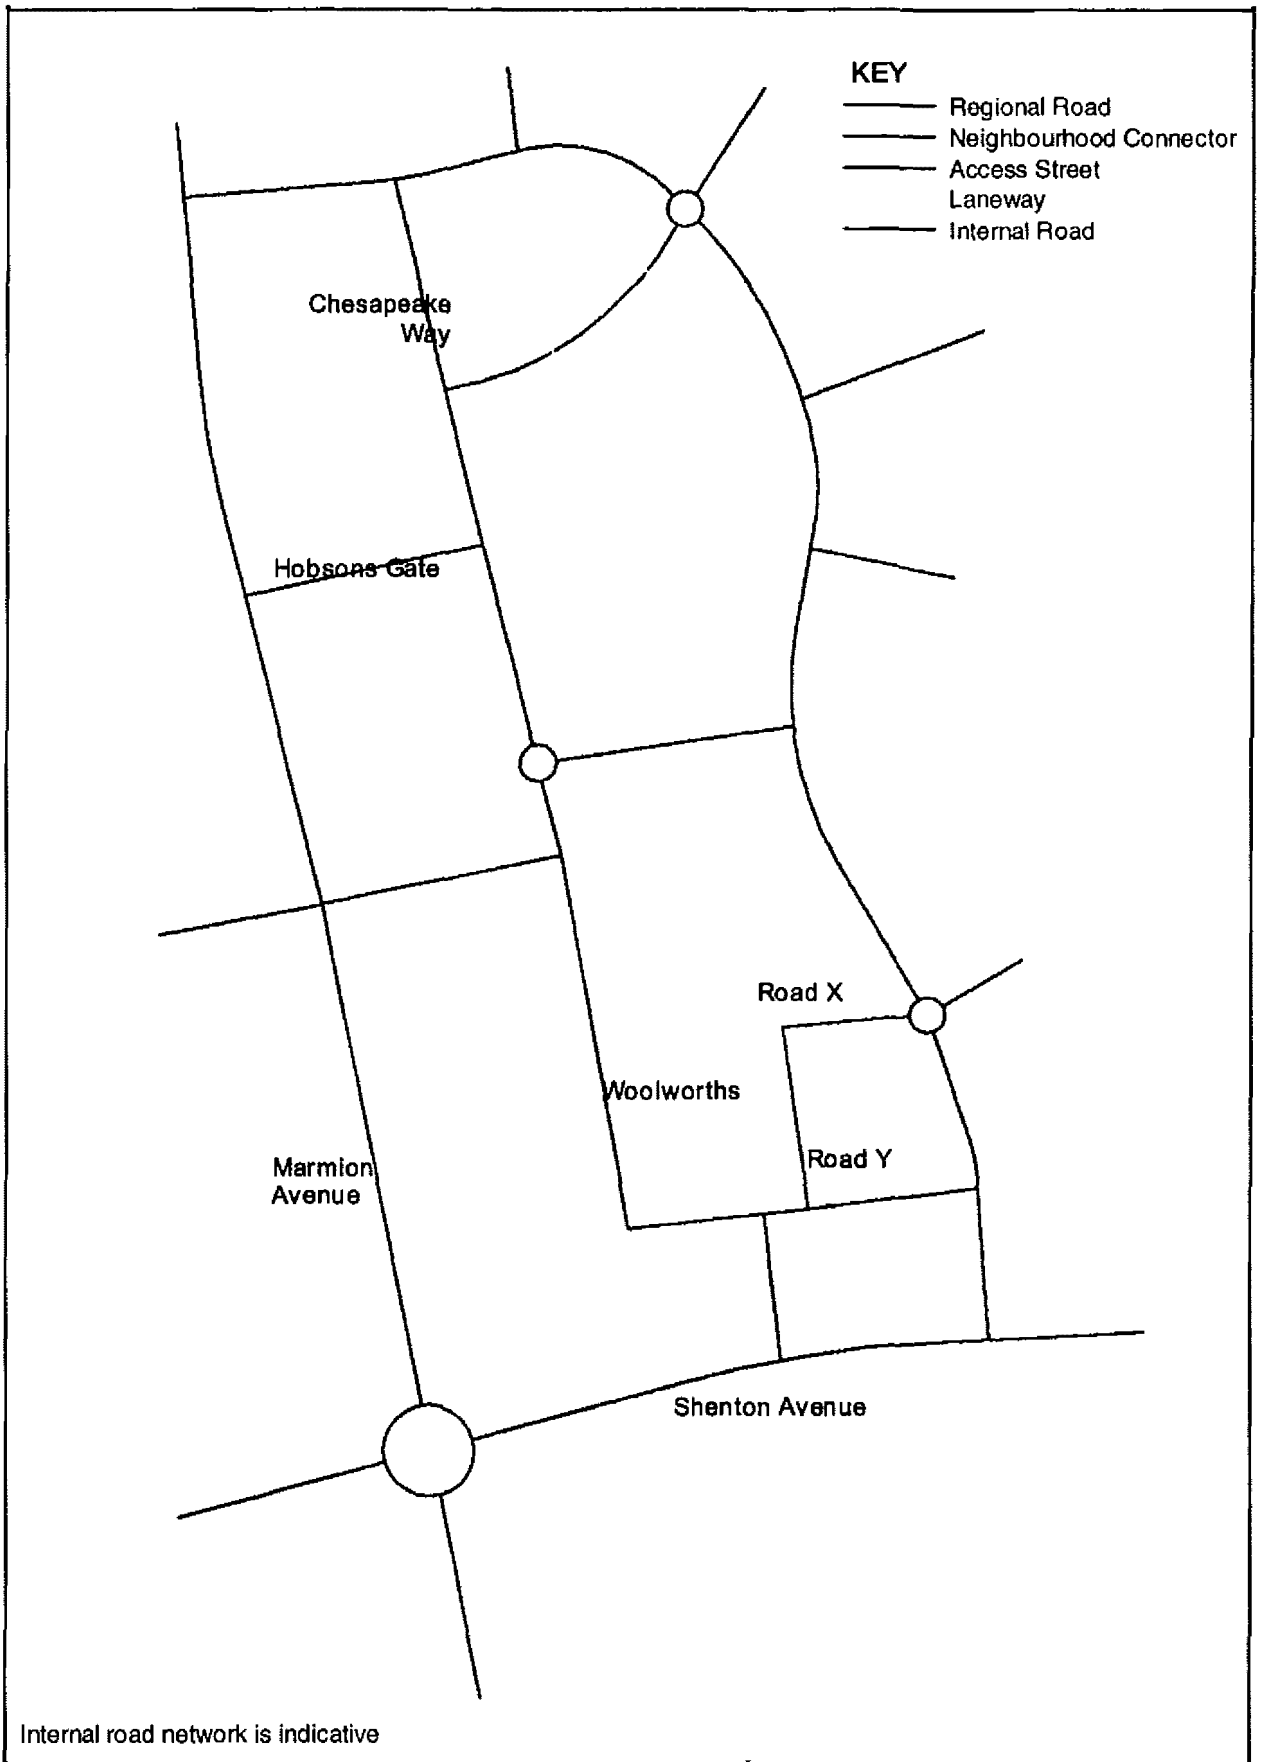 KEY
Regional Road
Neighbourhood Connector
Access Street
Laneway
Internal Road
Chesapeake
Way
Hobsons Gate
Road X
Woolworths
Road Y
Marmion
Avenue
Shenton Avenue
Internal road network is indicative